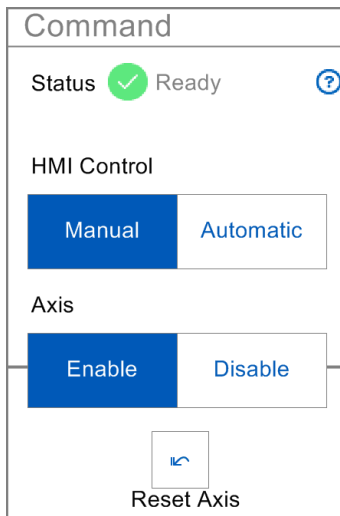 Command
Status Ready ?
HMI Control
Manual Automatic
Axis
Enable Disable
Reset Axis